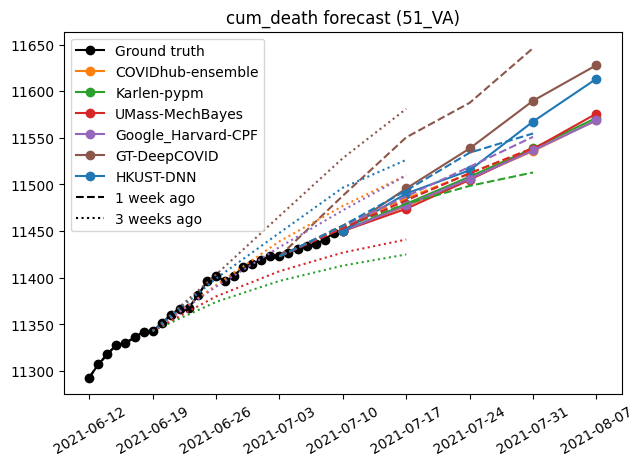 cum_death forecast (51_VA)
11650
11600
11550
11500
11450
11400
11350
11300
Ground truth
COVIDhub-ensemble
Karlen-pypm
UMass-MechBayes
Google_Harvard-CPF
GT-DeepCOVID
HKUST-DNN
1 week ago
3 weeks ago
2021-06-12
2021-06-19
2021-06-26
2021-07-03
2021-07-10
2021-07-17
2021-07-24
2021-07-31
2021-08-07